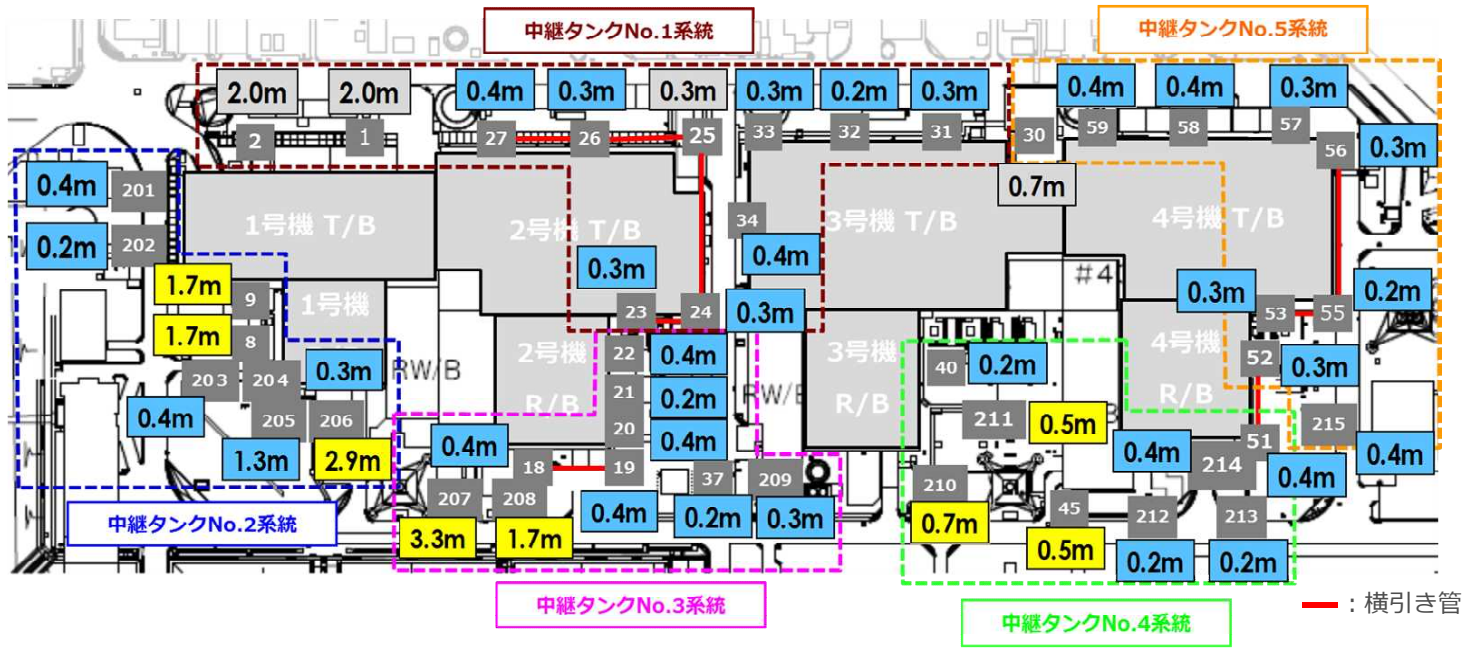 中継タンクNo.1系統
中継タンクNo.5系統
2.0m
2.0m
0.4m
0.3m
0.3m
0.3m
0.2m
0.3m
0.4m
0.4m
0.3m
2
1
27
26
25
33
32
31
30
59
58
57
56
0.3m
0.4m
201
0.7m
1号機 T/B
2号機 T/B
34
3号機 T/B
4号機 T/B
0.2m
202
0.4m
1.7m
0.3m
#4
0.3m
0.2m
9
1号機
23
24
0.3m
53
55
1.7m
8
2号機
22
0.4m
3号機
4号機
52
203
204
0.3m
RW/B
21
0.2m
RW/
40
0.2m
0.3m
R/B
R/B
R/B
0.4m
205
206
20
0.4m
211
0.5m
51
215
1.3m
2.9m
0.4m
18
19
37
209
0.4m
214
0.4m
0.4m
207
208
0.4m
0.2m
0.3m
210
0.7m
45
212
213
中継タンクNo.2系統
3.3m
1.7m
0.5m
0.2m
0.2m
中継タンクNo.3系統
中継タンクNo.4系統
：横引き管